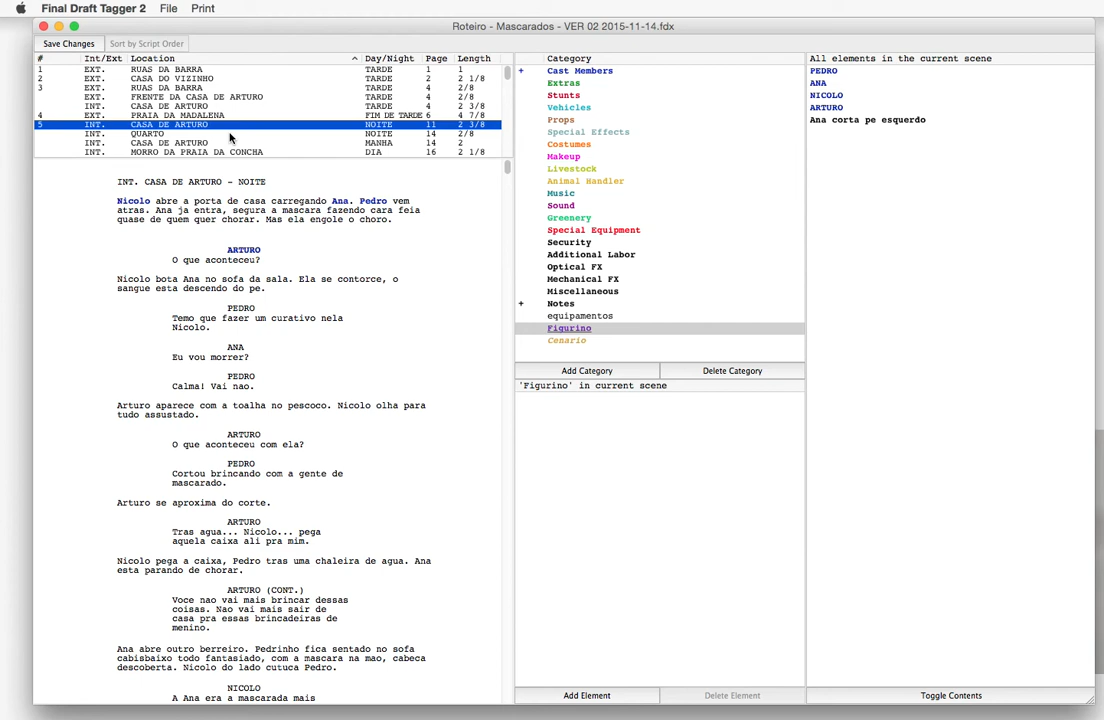 Final Draft Tagger 2 File Print
Roteiro - Mascarados - VER 02 2015-11-14.fdx
Save Changes Sort by Script Order
# Int/Ext Location Day/Night Page Length
1 EXT. RUAS DA BARRA TARDE 1 1
2 EXT. CASA DO VIZINHO TARDE 2 2 1/8
3 EXT. RUAS DA BARRA TARDE 4 2/8
EXT. FRENTE DA CASA DE ARTURO TARDE 4 2/8
INT. CASA DE ARTURO TARDE 4 2 3/8
4 EXT. PRAIA DA MADALENA FIM DE TARDE 6 4 7/8
5 INT. CASA DE ARTURO NOITE 11 2 3/8
INT. QUARTO NOITE 14 2/8
INT. CASA DE ARTURO MANHA 14 2
INT. MORRO DA PRAIA DA CONCHA DIA 16 2 1/8
INT. CASA DE ARTURO - NOITE
Nicolo abre a porta de casa carregando Ana. Pedro vem
atras. Ana ja entra, segura a mascara fazendo cara feia
quase de quem quer chorar. Mas ela engole o choro.
ARTURO
O que aconteceu?
Nicolo bota Ana no sofa da sala. Ela se contorce, o
sangue esta descendo do pe.
PEDRO
Temo que fazer um curativo nela
Nicolo.
ANA
Eu vou morrer?
PEDRO
Calma! Vai nao.
Arturo aparece com a toalha no pescoco. Nicolo olha para
tudo assustado.
ARTURO
O que aconteceu com ela?
PEDRO
Cortou brincando com a gente de
mascarado.
Arturo se aproxima do corte.
ARTURO
Tras agua... Nicolo... pega
aquela caixa ali pra mim.
Nicolo pega a caixa, Pedro tras uma chaleira de agua. Ana
esta parando de chorar.
ARTURO (CONT.)
Voce nao vai mais brincar dessas
coisas. Nao vai mais sair de
casa pra essas brincadeiras de
menino.
Ana abre outro berreiro. Pedrinho fica sentado no sofa
cabisbaixo todo fantasiado, com a mascara na mao, cabeca
descoberta. Nicolo do lado cutuca Pedro.
NICOLO
A Ana era a mascarada mais
Category
+ Cast Members
Extras
Stunts
Vehicles
Props
Special Effects
Costumes
Makeup
Livestock
Animal Handler
Music
Sound
Greenery
Special Equipment
Security
Additional Labor
Optical FX
Mechanical FX
Miscellaneous
+ Notes
equipamentos
Figurino
Cenario
Add Category Delete Category
'Figurino' in current scene
Add Element Delete Element
All elements in the current scene
PEDRO
ANA
NICOLO
ARTURO
Ana corta pe esquerdo
Toggle Contents